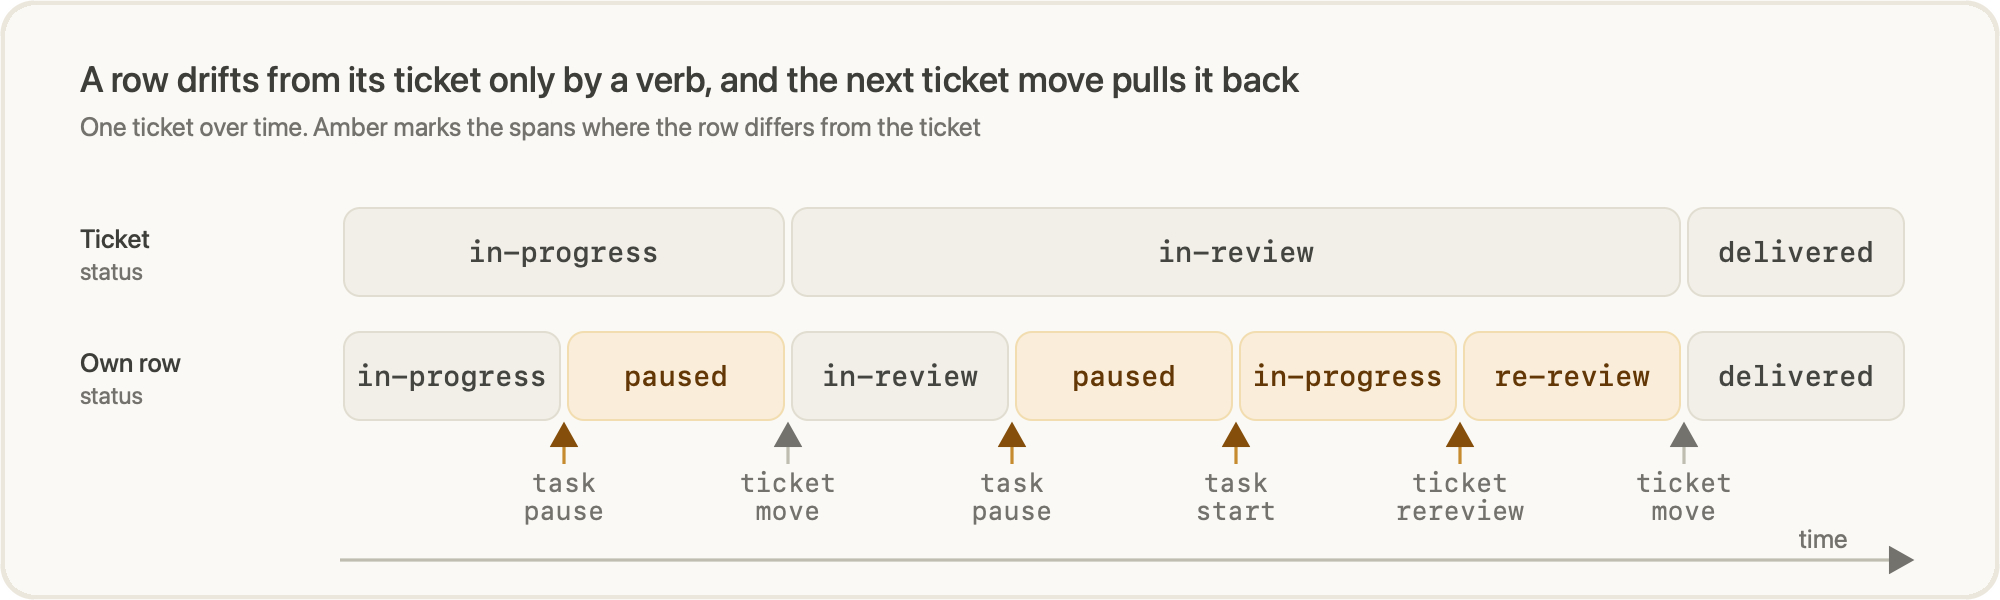 A row drifts from its ticket only by a verb, and the next ticket move pulls it back
One ticket over time. Amber marks the spans where the row differs from the ticket
Ticket
status
in-progress
in-review
delivered
Own row
status
in-progress
paused
in-review
paused
in-progress
re-review
delivered
task
pause
ticket
move
task
pause
task
start
ticket
rereview
ticket
move
time